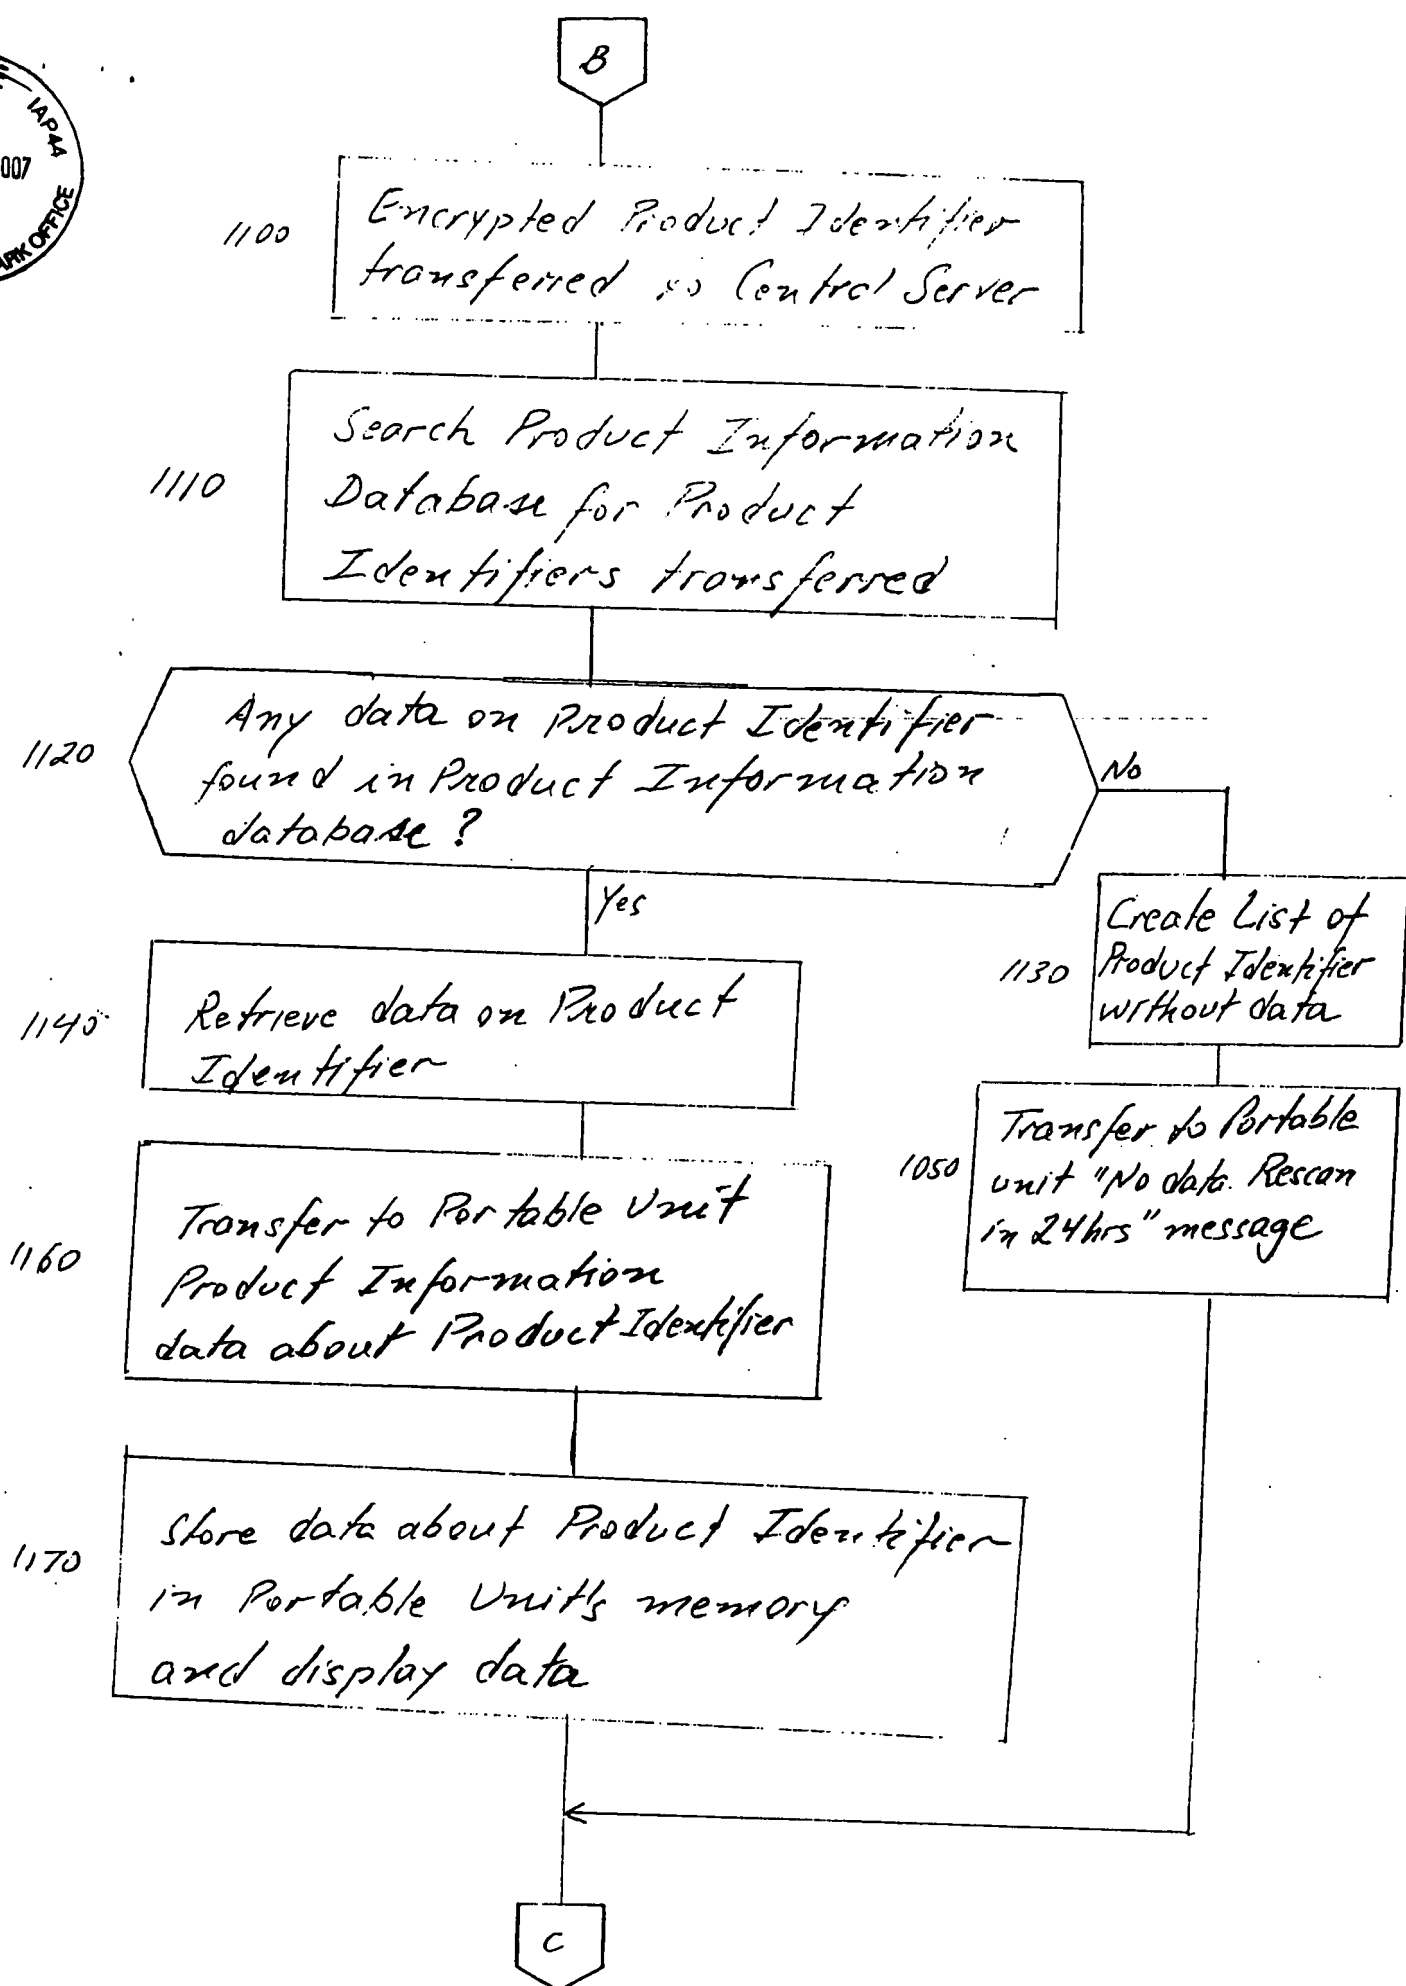 IAP44
007
ARK OFFICE
B
1100
Encrypted Product Identifier
transferred to Central Server
1110
Search Product Information
Database for Product
Identifiers transferred
1120
Any data on Product Identifier
found in Product Information
database?
No
Yes
1130
Create List of
Product Identifier
without data
1140
Retrieve data on Product
Identifier
1050
Transfer to Portable
unit "No data. Rescan
in 24hrs" message
1160
Transfer to Portable Unit
Product Information
data about Product Identifier
1170
Store data about Product Identifier
in Portable Unit's memory
and display data
C